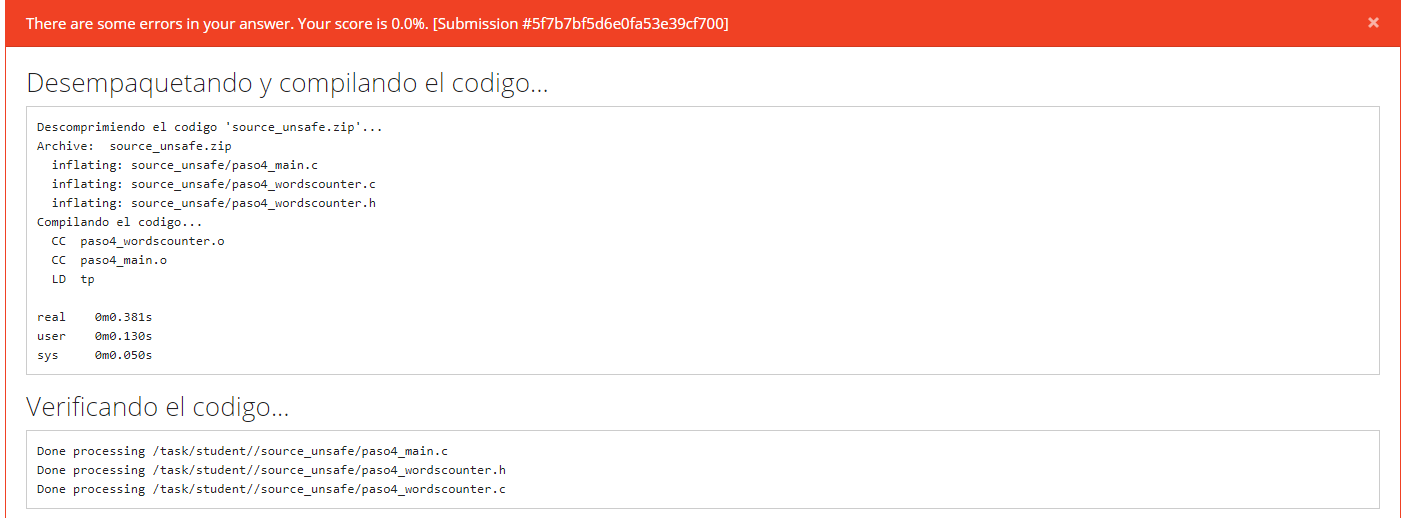 There are some errors in your answer. Your score is 0.0%. [Submission #5f7b7bf5d6e0fa53e39cf700]
×
Desempaquetando y compilando el codigo...
Descomprimiendo el codigo 'source_unsafe.zip'...
Archive:  source_unsafe.zip
  inflating: source_unsafe/paso4_main.c
  inflating: source_unsafe/paso4_wordscounter.c
  inflating: source_unsafe/paso4_wordscounter.h
Compilando el codigo...
  CC  paso4_wordscounter.o
  CC  paso4_main.o
  LD  tp
real    0m0.381s
user    0m0.130s
sys     0m0.050s
Verificando el codigo...
Done processing /task/student//source_unsafe/paso4_main.c
Done processing /task/student//source_unsafe/paso4_wordscounter.h
Done processing /task/student//source_unsafe/paso4_wordscounter.c